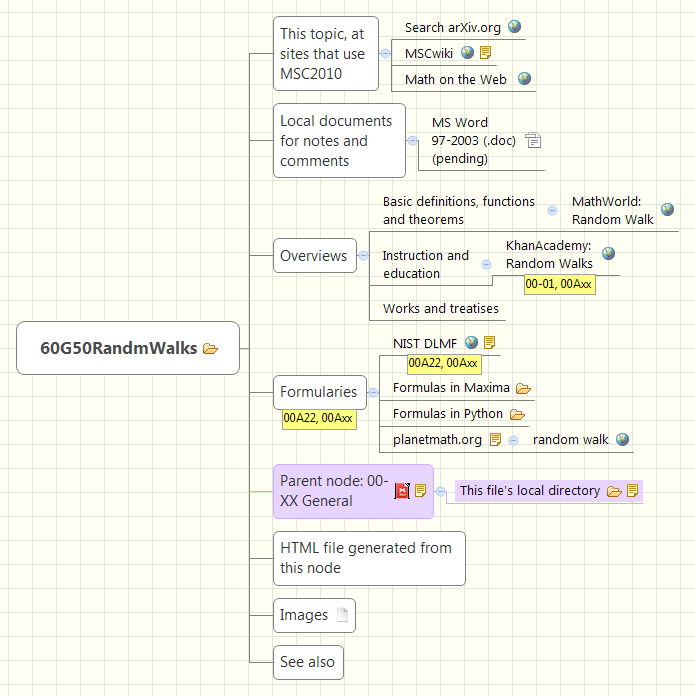 This topic, at
sites that use
MSC2010
Search arXiv.org
MSCwiki
Math on the Web
Local documents
for notes and
comments
MS Word
97-2003 (.doc)
(pending)
Overviews
Basic definitions, functions
and theorems
MathWorld:
Random Walk
Instruction and
education
KhanAcademy:
Random Walks
00-01, 00Axx
Works and treatises
60G50RandmWalks
Formularies
00A22, 00Axx
NIST DLMF
00A22, 00Axx
Formulas in Maxima
Formulas in Python
planetmath.org
random walk
Parent node: 00-
XX General
This file's local directory
HTML file generated from
this node
Images
See also